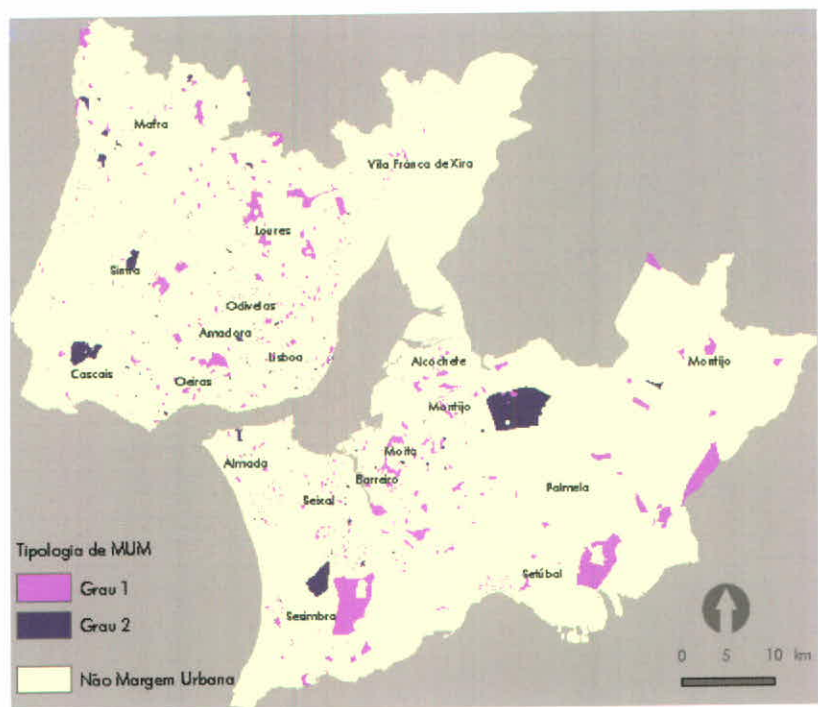 Mafra
Vila Franca de Xira
Loures
Sintra
Odivelas
Amadora
Lisboa
Cascais
Oeiras
Alcochete
Montijo
Montijo
Moita
Almada
Barreiro
Seixal
Palmela
Setúbal
Sesimbra
Tipologia de MUM
Grau 1
Grau 2
Não Margem Urbana
0 5 10 km